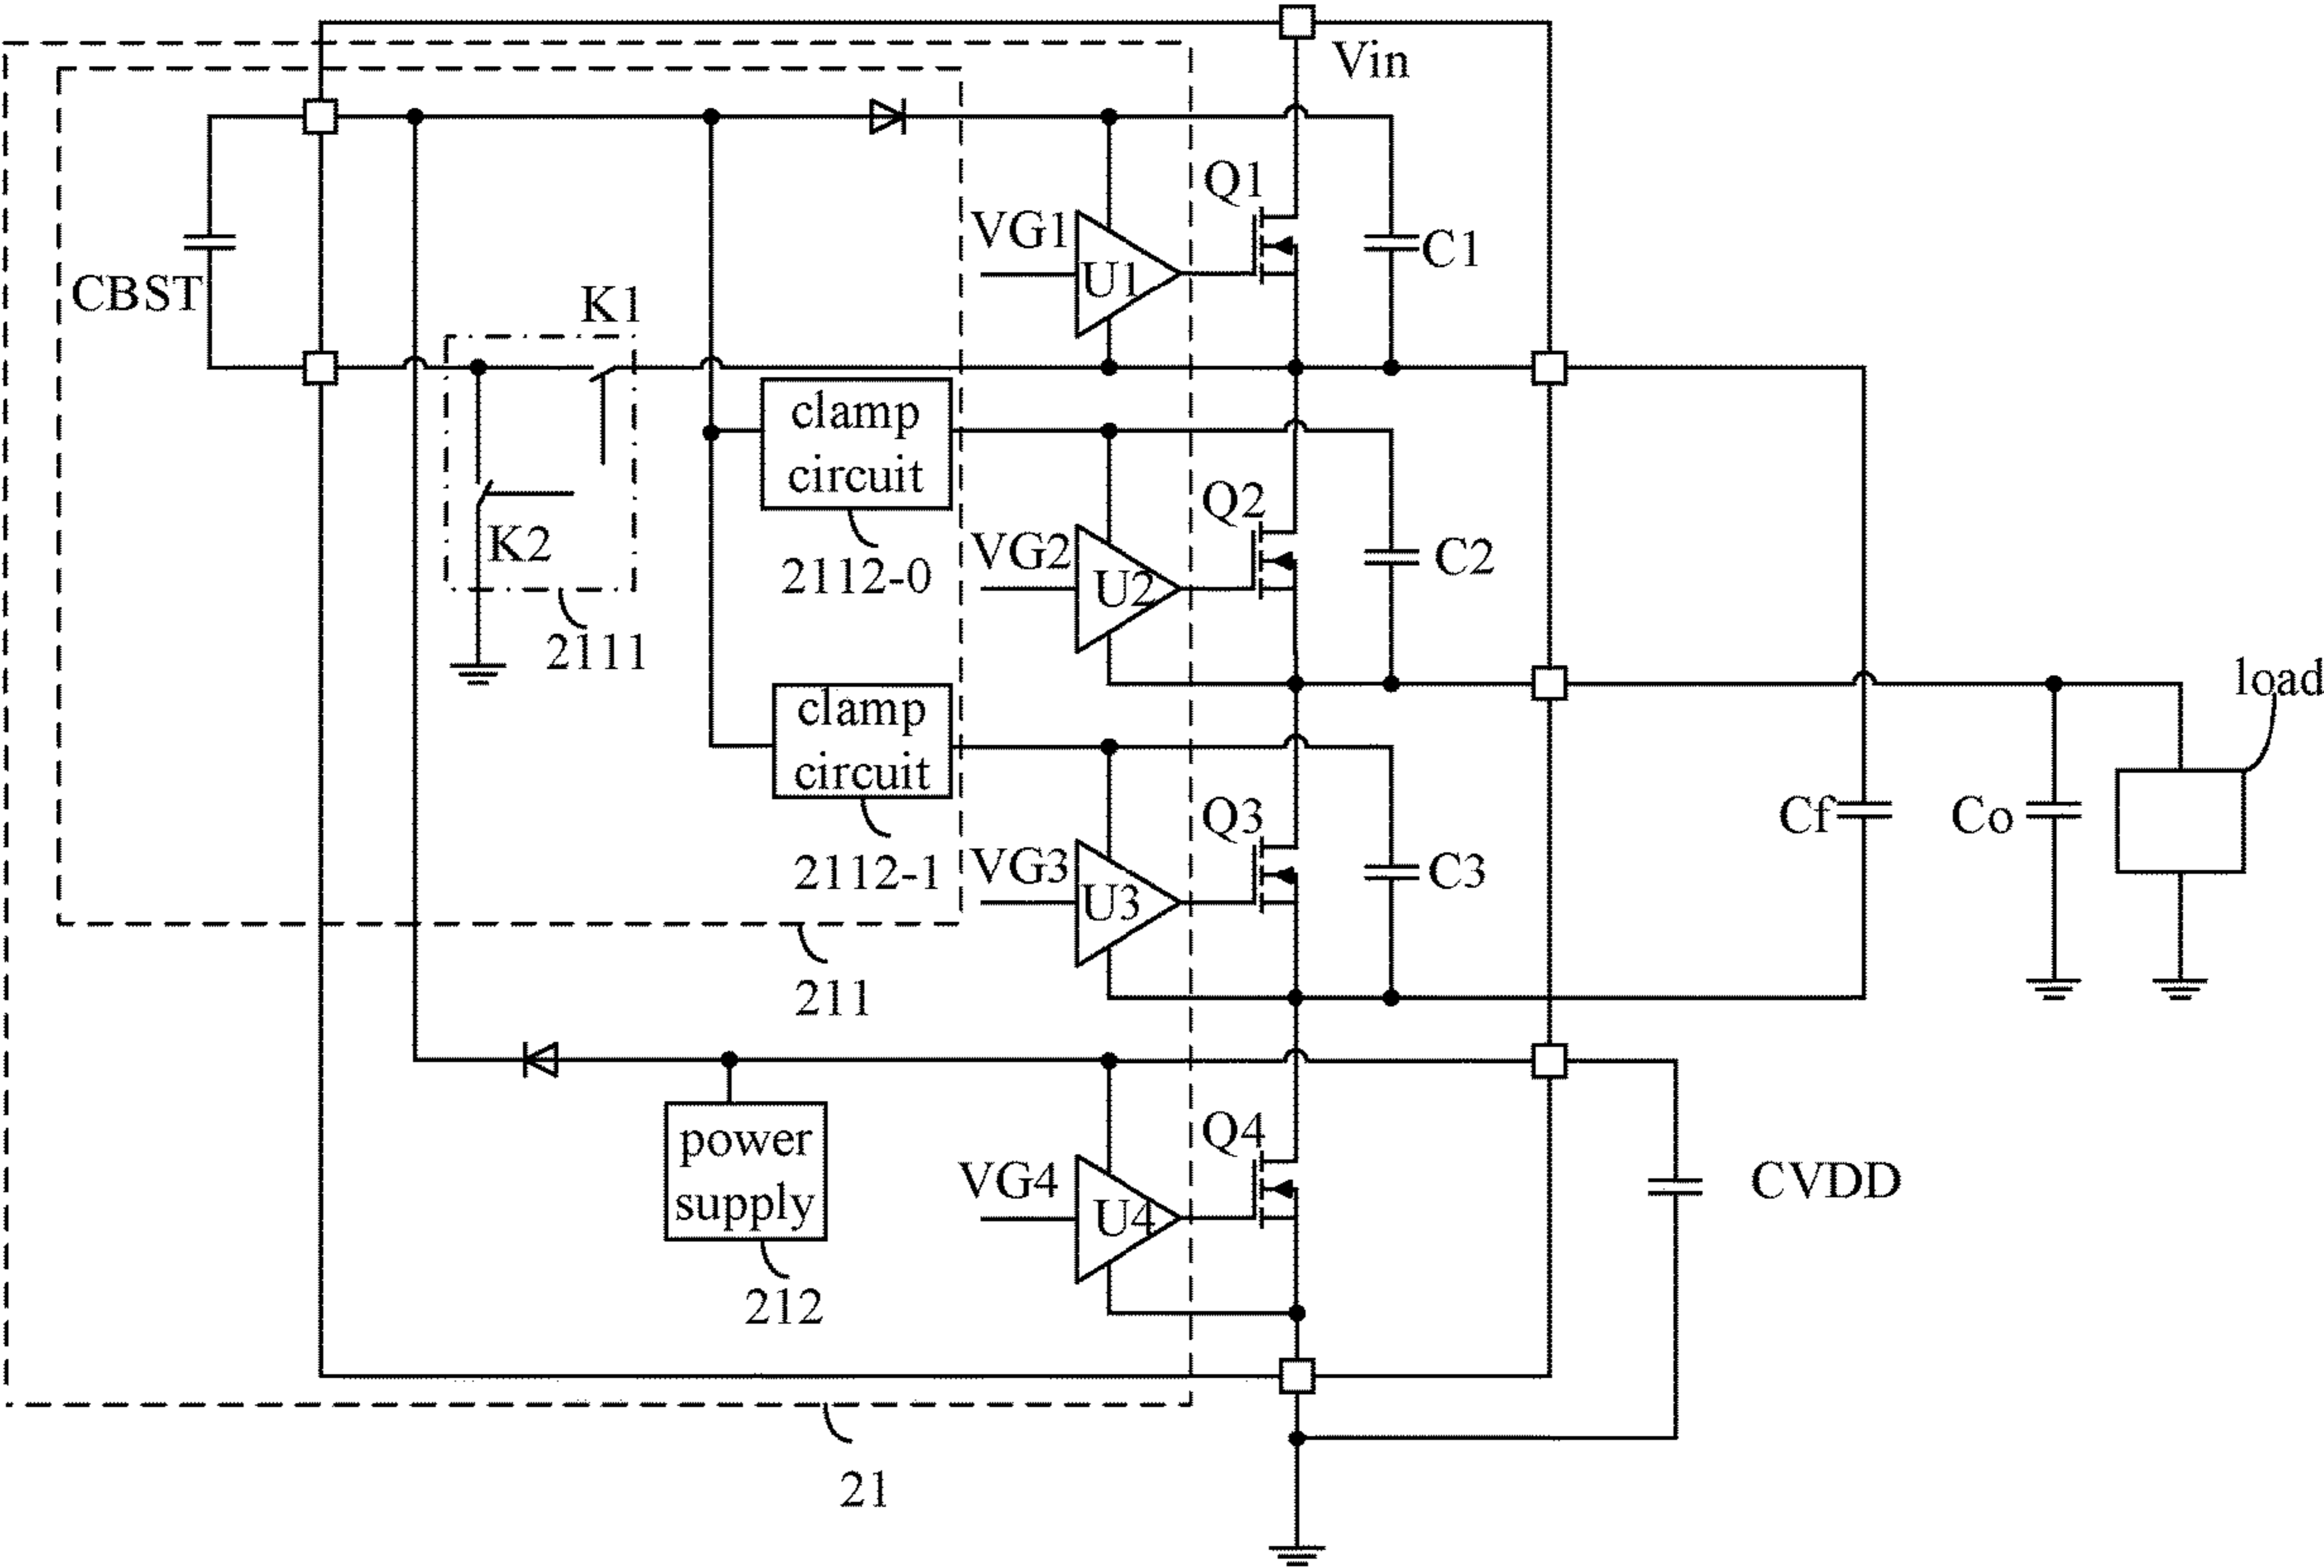 Vin
Q1
VG1
U1
C1
CBST
K1
clamp
circuit
Q2
K2
VG2
U2
C2
2112-0
2111
load
clamp
circuit
Q3
Cf
Co
VG3
U3
C3
2112-1
211
power
supply
Q4
VG4
U4
CVDD
212
21